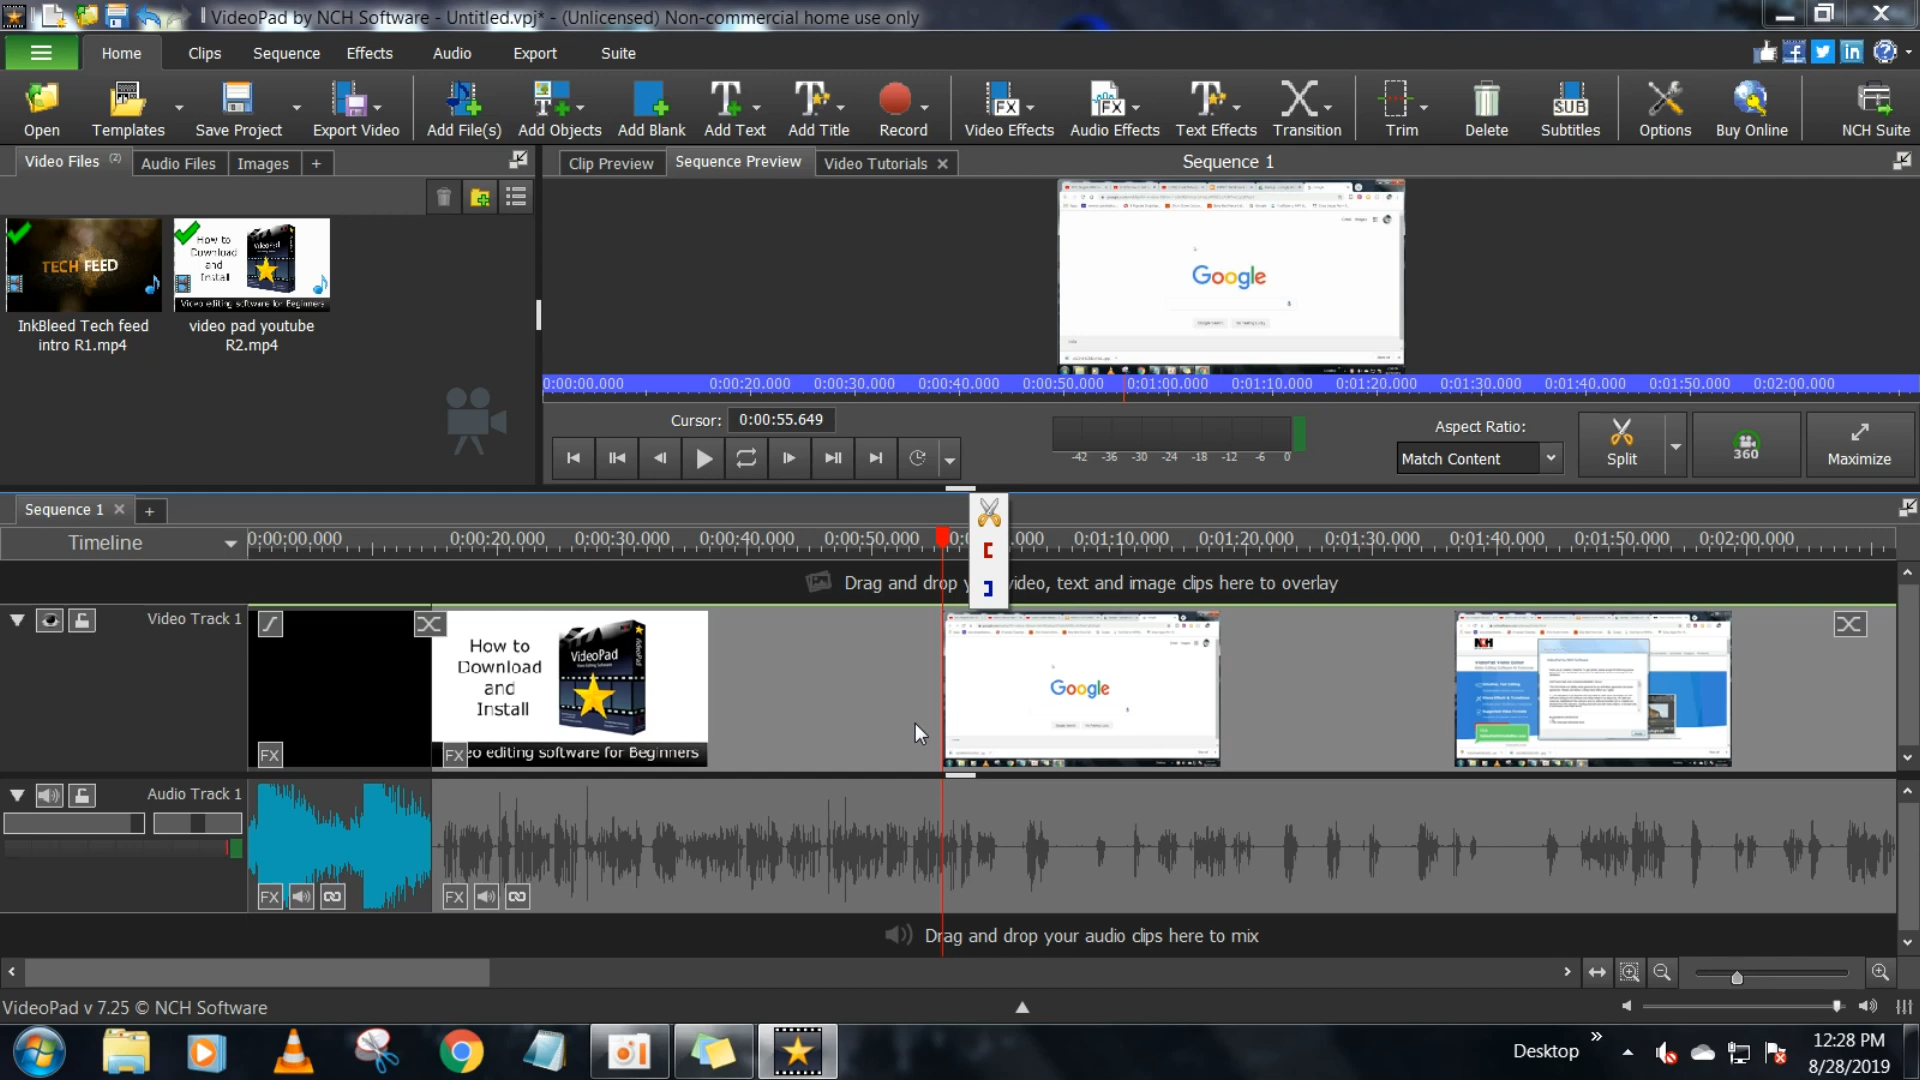 VideoPad by NCH Software - Untitled.vpj* - (Unlicensed) Non-commercial home use only
Home Clips Sequence Effects Audio Export Suite
Open Templates Save Project Export Video Add File(s) Add Objects Add Blank Add Text Add Title Record Video Effects Audio Effects Text Effects Transition Trim Delete Subtitles Options Buy Online NCH Suite
Video Files (2) Audio Files Images +
Clip Preview Sequence Preview Video Tutorials Sequence 1
TECH FEED
How to
Download
and
Install
VideoPad
Video editing software for Beginners
InkBleed Tech feed
intro R1.mp4
video pad youtube
R2.mp4
Google
0:00:00.000 0:00:20.000 0:00:30.000 0:00:40.000 0:00:50.000 0:01:00.000 0:01:10.000 0:01:20.000 0:01:30.000 0:01:40.000 0:01:50.000 0:02:00.000
Cursor: 0:00:55.649
-42 -36 -30 -24 -18 -12 -6 0
Aspect Ratio:
Match Content
Split
360
Maximize
Sequence 1
Timeline
0:00:00.000 0:00:20.000 0:00:30.000 0:00:40.000 0:00:50.000 0:01:10.000 0:01:20.000 0:01:30.000 0:01:40.000 0:01:50.000 0:02:00.000
Drag and drop y video, text and image clips here to overlay
Video Track 1
How to
Download
and
Install
VideoPad
eo editing software for Beginners
FX FX
Google
NCH
Audio Track 1
FX FX
Drag and drop your audio clips here to mix
VideoPad v 7.25 © NCH Software
Desktop
12:28 PM
8/28/2019